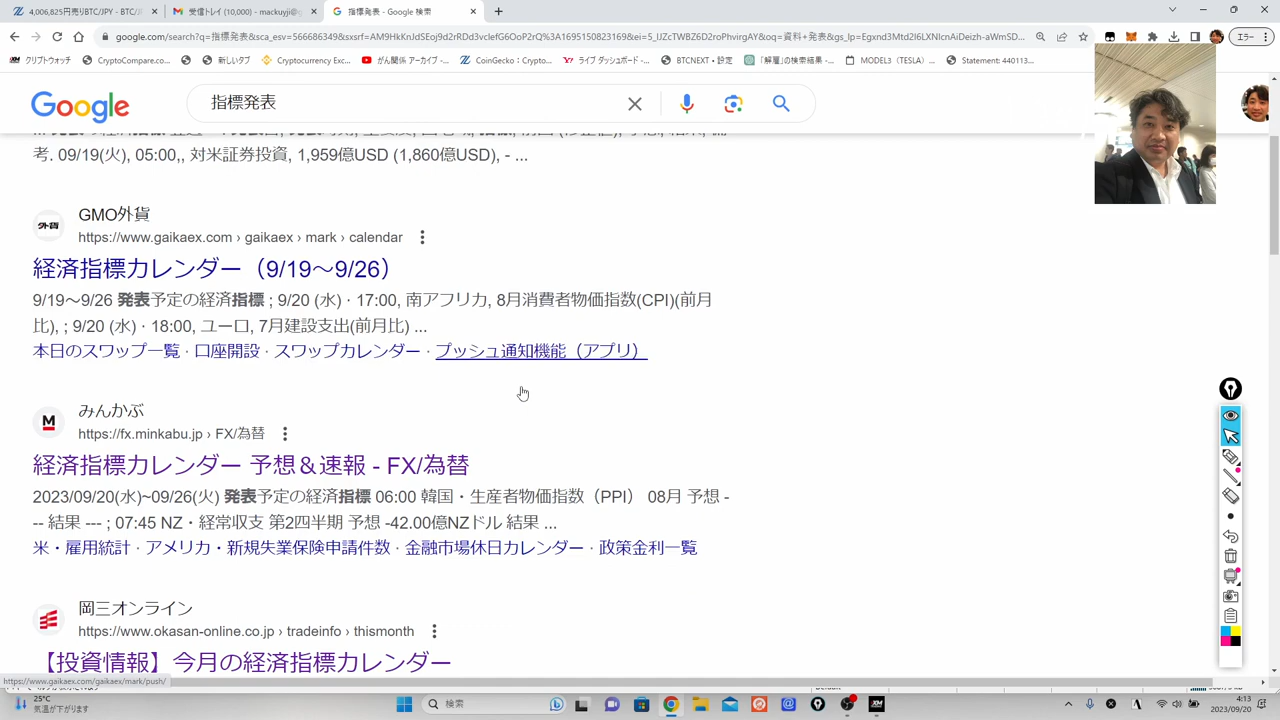 4,006,825円売りBTC/JPY - BTC/J
受信トレイ (10,000) - mackuyji@g
指標発表 - Google 検索
google.com/search?q=指標発表&sca_esv=566686349&sxsrf=AM9HkKnJdSEoj9d2rRDd3vclefG6OoP2rQ%3A1695150823169&ei=5_IJZcTWBZ6D2roPhvirgAY&oq=資料+発表&gs_lp=Egxnd3Mtd2l6LXNlcnAiDeizh-aWmSD...
エラー
クリプトウォッチ
CryptoCompare.co...
新しいタブ
Cryptocurrency Exc...
がん関係 アーカイブ -...
CoinGecko：Crypto...
ライブ ダッシュボード -...
BTCNEXT • 設定
「解雇」の検索結果 -...
MODEL3（TESLA）...
Statement: 440113...
Google
指標発表
考. 09/19(火), 05:00,, 対米証券投資, 1,959億USD (1,860億USD), - ...
外貨
GMO外貨
https://www.gaikaex.com › gaikaex › mark › calendar
経済指標カレンダー（9/19～9/26）
9/19～9/26 発表予定の経済指標 ; 9/20 (水) · 17:00, 南アフリカ, 8月消費者物価指数(CPI)(前月
比), ; 9/20 (水) · 18:00, ユーロ, 7月建設支出(前月比) ...
本日のスワップ一覧 · 口座開設 · スワップカレンダー · プッシュ通知機能（アプリ）
みんかぶ
https://fx.minkabu.jp › FX/為替
経済指標カレンダー 予想＆速報 - FX/為替
2023/09/20(水)~09/26(火) 発表予定の経済指標 06:00 韓国・生産者物価指数（PPI） 08月 予想 -
-- 結果 --- ; 07:45 NZ・経常収支 第2四半期 予想 -42.00億NZドル 結果 ...
米・雇用統計 · アメリカ・新規失業保険申請件数 · 金融市場休日カレンダー · 政策金利一覧
岡三オンライン
https://www.okasan-online.co.jp › tradeinfo › thismonth
【投資情報】今月の経済指標カレンダー
https://www.gaikaex.com/gaikaex/mark/push/
25°C
気温が下がります
検索
4:14:13
2023/09/20